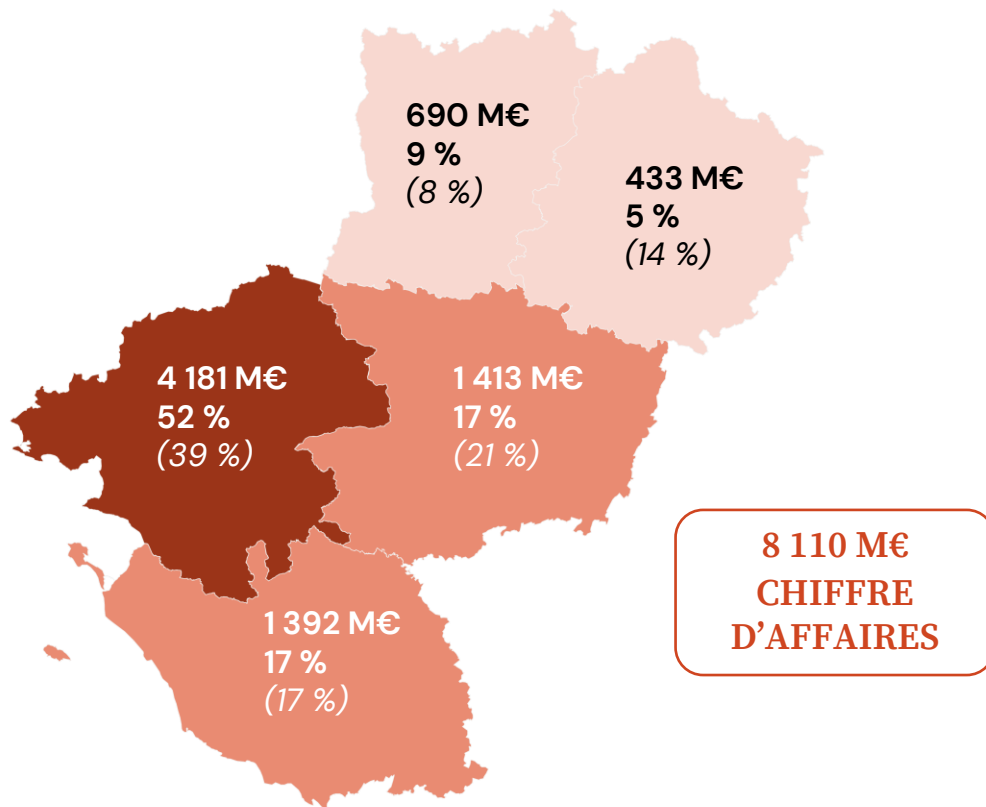 690 M€
9 %
(8 %)
433 M€
5 %
(14 %)
4 181 M€
52 %
(39 %)
1 413 M€
17 %
(21 %)
8 110 M€
CHIFFRE
D’AFFAIRES
1 392 M€
17 %
(17 %)